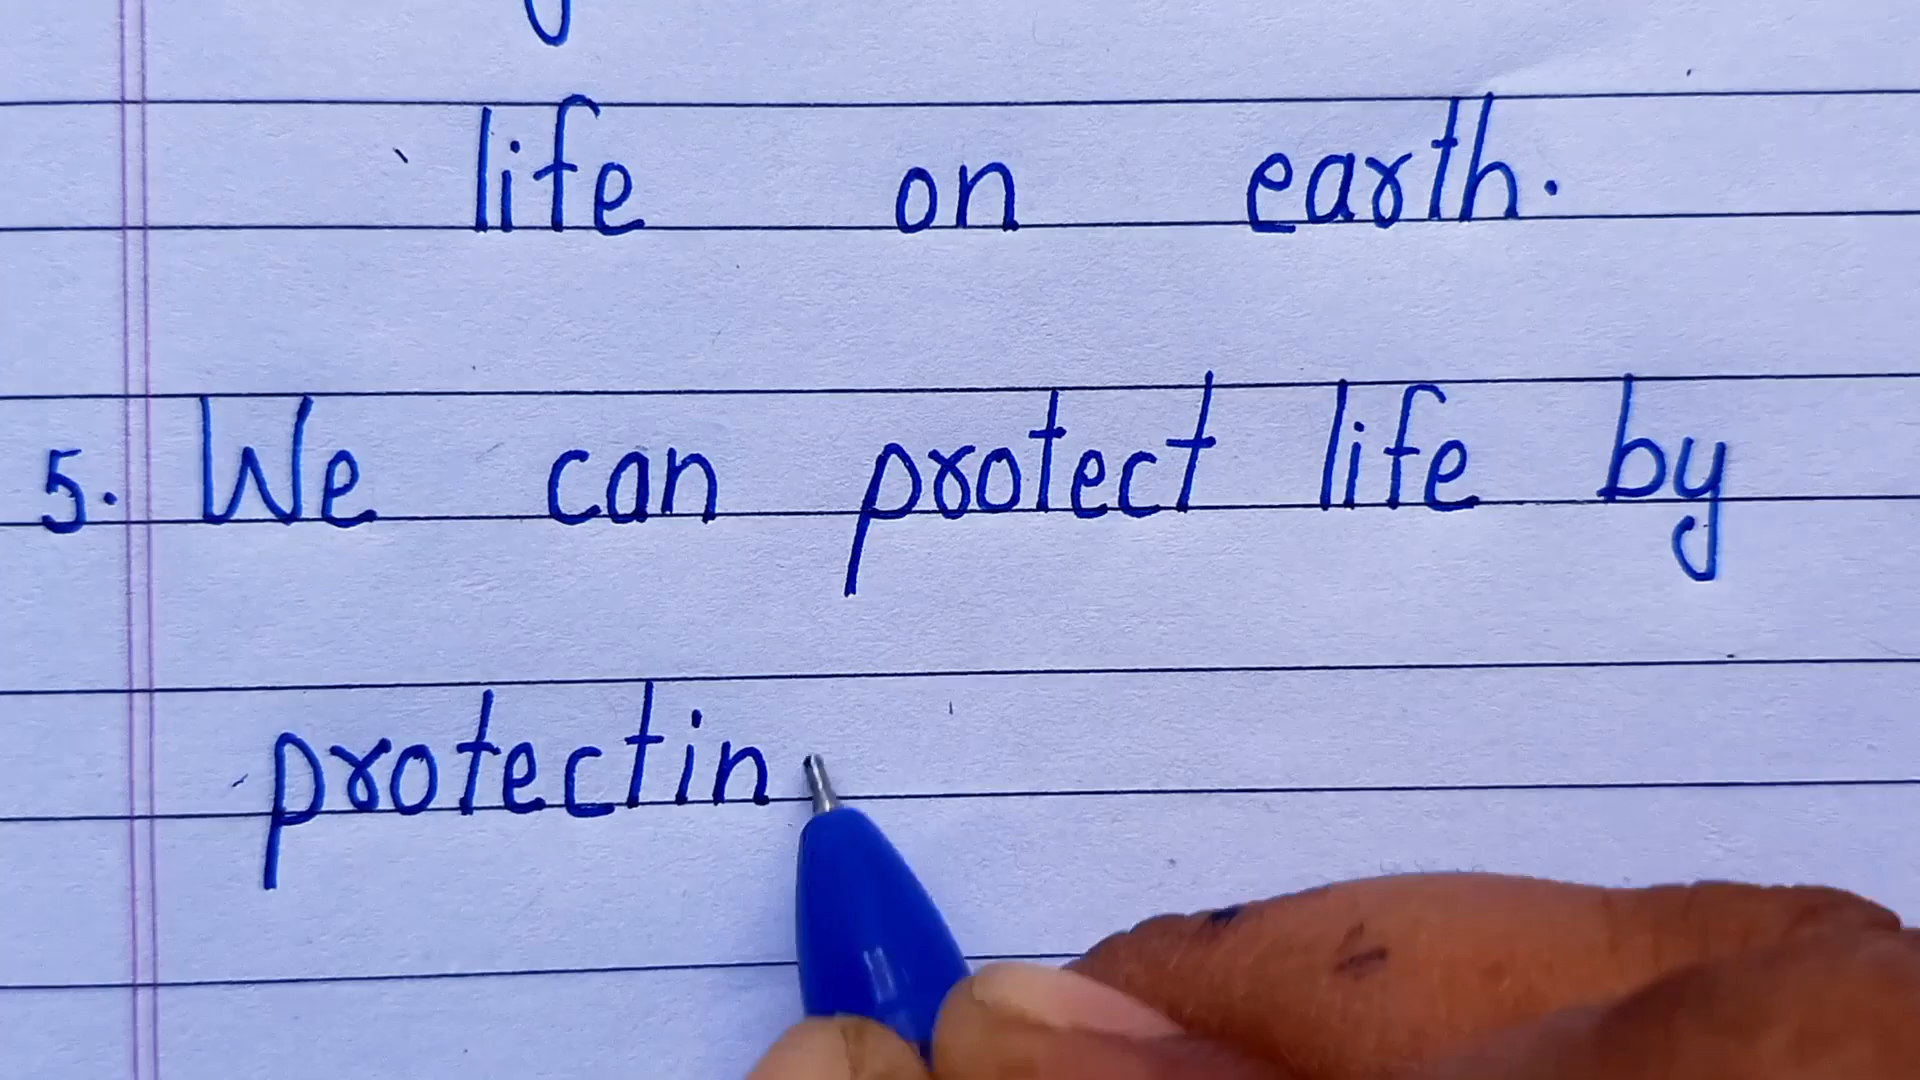 life on earth.
5. We can protect life by
protectin